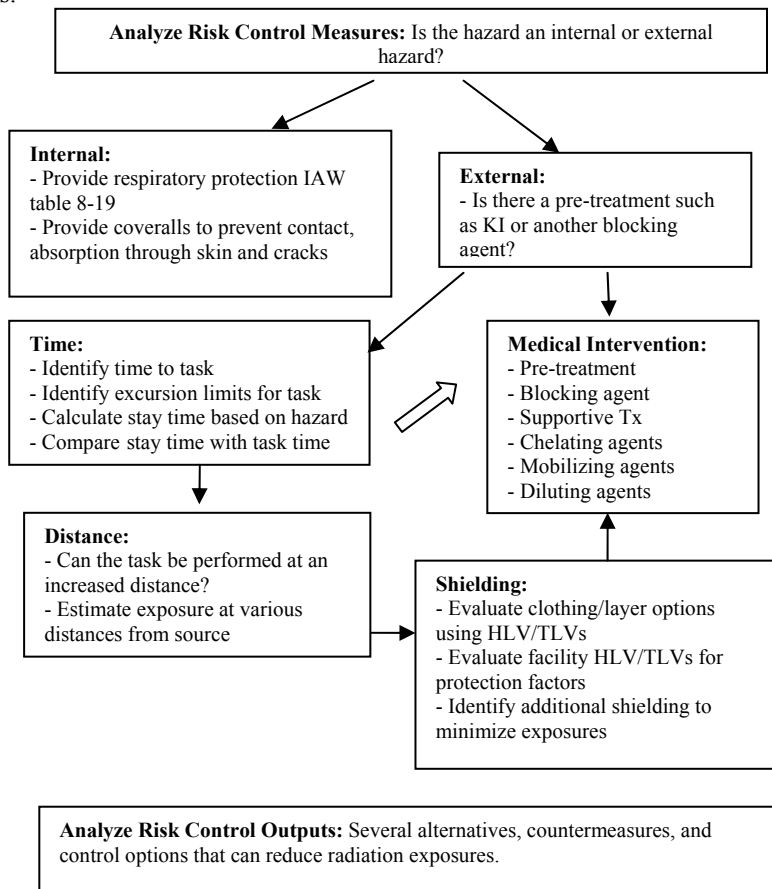 s.
Analyze Risk Control Measures: Is the hazard an internal or external
hazard?
Internal:
- Provide respiratory protection IAW
table 8-19
- Provide coveralls to prevent contact,
absorption through skin and cracks
External:
- Is there a pre-treatment such
as KI or another blocking
agent?
Time:
- Identify time to task
- Identify excursion limits for task
- Calculate stay time based on hazard
- Compare stay time with task time
Medical Intervention:
- Pre-treatment
- Blocking agent
- Supportive Tx
- Chelating agents
- Mobilizing agents
- Diluting agents
Distance:
- Can the task be performed at an
increased distance?
- Estimate exposure at various
distances from source
Shielding:
- Evaluate clothing/layer options
using HLV/TLVs
- Evaluate facility HLV/TLVs for
protection factors
- Identify additional shielding to
minimize exposures
Analyze Risk Control Outputs: Several alternatives, countermeasures, and
control options that can reduce radiation exposures.